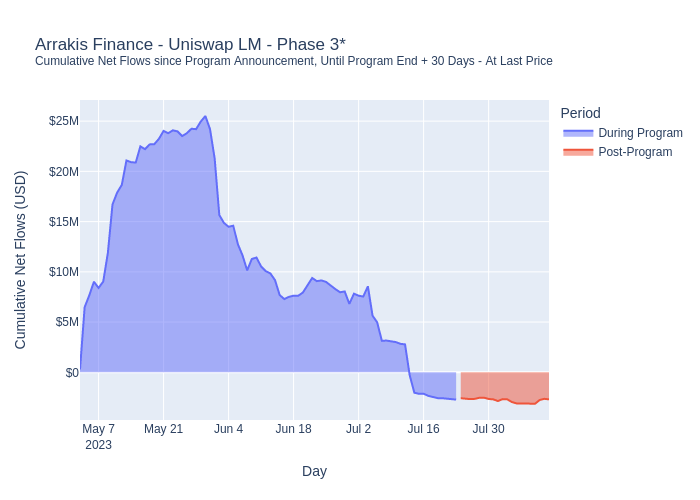 Arrakis Finance - Uniswap LM - Phase 3*
Cumulative Net Flows since Program Announcement, Until Program End + 30 Days - At Last Price
Period
During Program
Post-Program
Cumulative Net Flows (USD)
$25M
$20M
$15M
$10M
$5M
$0
May 7
2023
May 21
Jun 4
Jun 18
Jul 2
Jul 16
Jul 30
Day